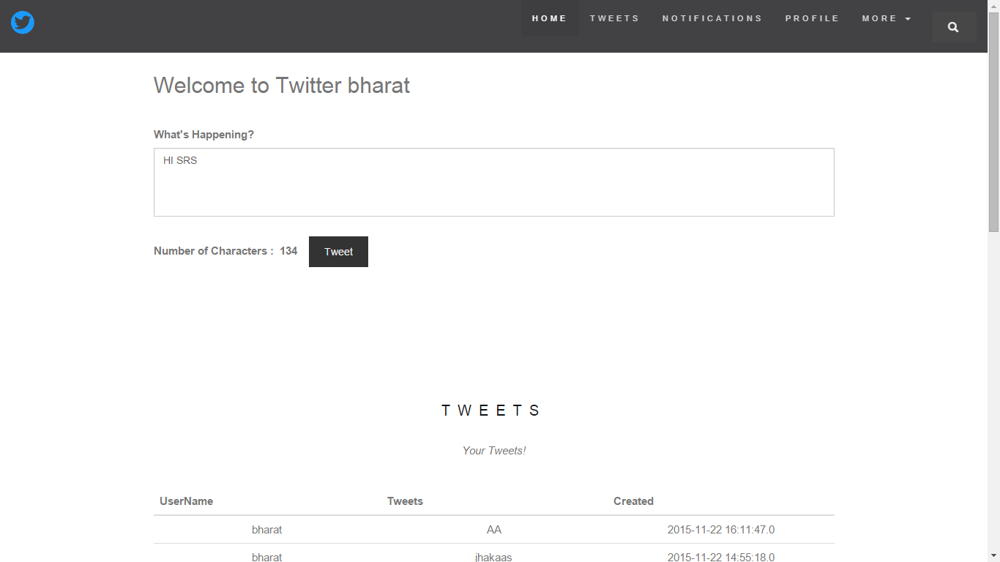 HOME TWEETS NOTIFICATIONS PROFILE MORE
Welcome to Twitter bharat
What's Happening?
HI SRS
Number of Characters : 134 Tweet
TWEETS
Your Tweets!
UserName Tweets Created
bharat AA 2015-11-22 16:11:47.0
bharat jhakaas 2015-11-22 14:55:18.0